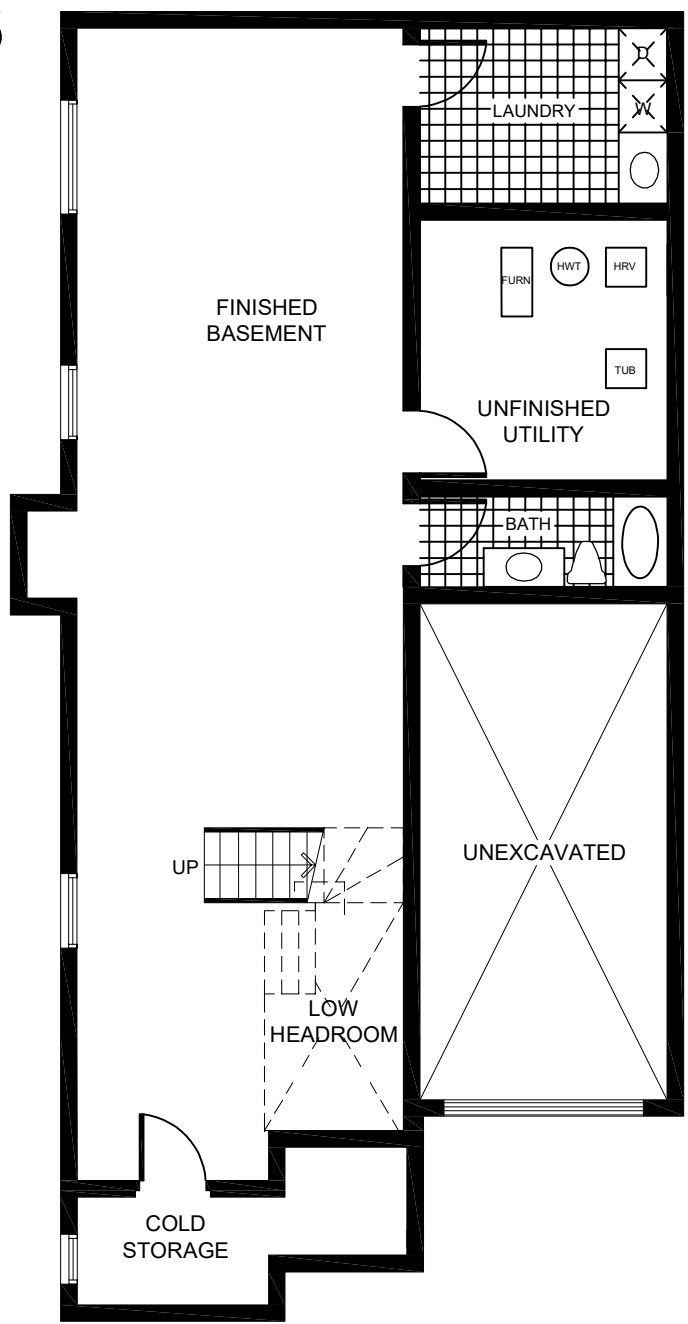 D
LAUNDRY
W
FURN
HWT
HRV
FINISHED
BASEMENT
TUB
UNFINISHED
UTILITY
BATH
UP
UNEXCAVATED
LOW
HEADROOM
COLD
STORAGE